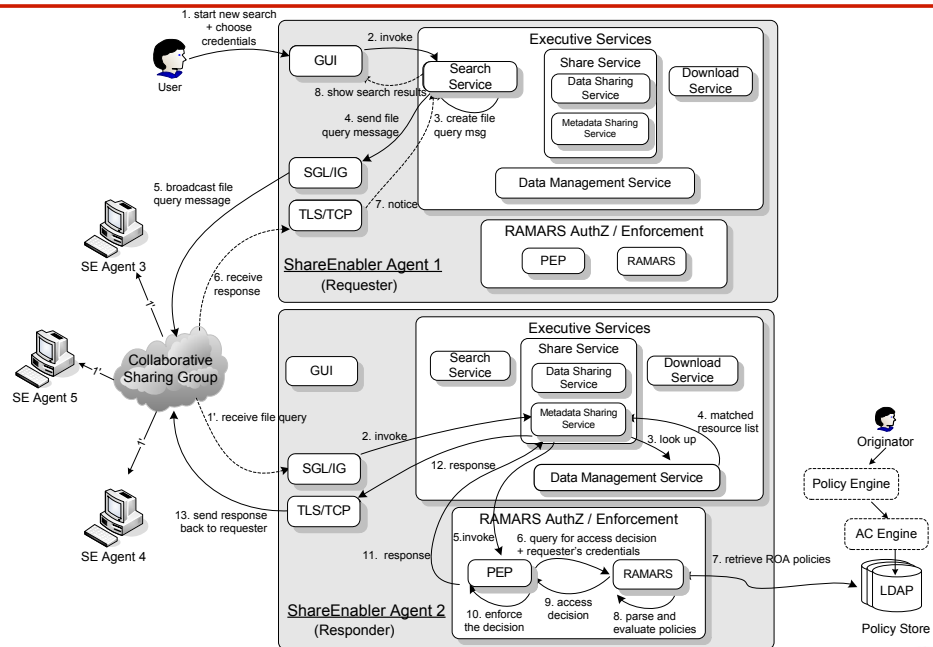 1. start new search
+ choose
credentials
User
GUI
2. invoke
8. show search results
Search
Service
3. create file
query msg
4. send file
query message
Executive Services
Share Service
Data Sharing
Service
Metadata Sharing
Service
Download
Service
Data Management Service
SGL/IG
TLS/TCP
7. notice
5. broadcast file
query message
6. receive
response
RAMARS AuthZ / Enforcement
PEP
RAMARS
ShareEnabler Agent 1
(Requester)
SE Agent 3
1'
SE Agent 5
1'
Collaborative
Sharing Group
1'
SE Agent 4
Executive Services
GUI
Search
Service
Share Service
Data Sharing
Service
Metadata Sharing
Service
Download
Service
1'. receive file query
2. invoke
3. look up
4. matched
resource list
SGL/IG
12. response
Data Management Service
TLS/TCP
13. send response
back to requester
RAMARS AuthZ / Enforcement
5.invoke
6. query for access decision
+ requester's credentials
11. response
PEP
RAMARS
7. retrieve ROA policies
10. enforce
the decision
9. access
decision
8. parse and
evaluate policies
ShareEnabler Agent 2
(Responder)
Originator
Policy Engine
AC Engine
LDAP
Policy Store